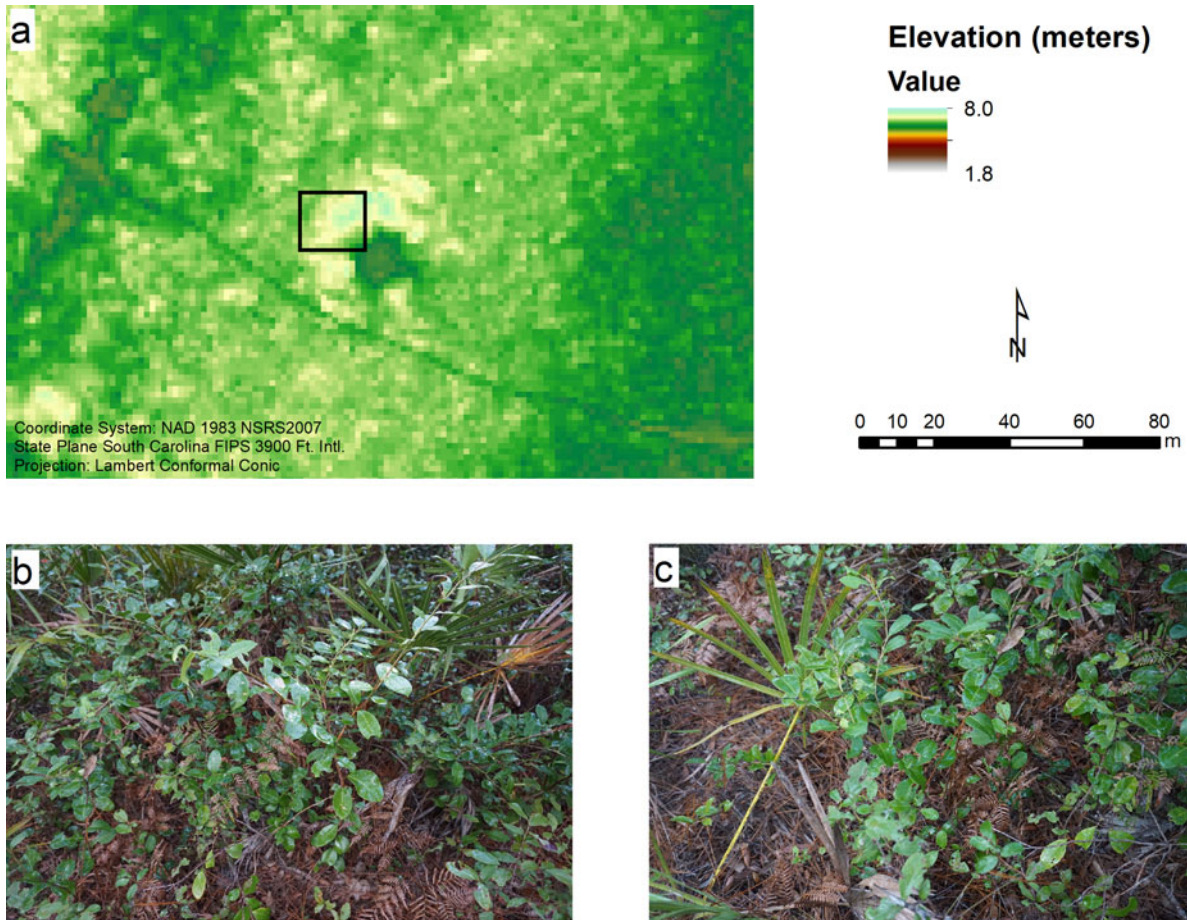 a
Coordinate System: NAD 1983 NSRS2007
State Plane South Carolina FIPS 3900 Ft. Intl.
Projection: Lambert Conformal Conic
Elevation (meters)
Value
8.0
1.8
N
0 10 20 40 60 80
m
b
c